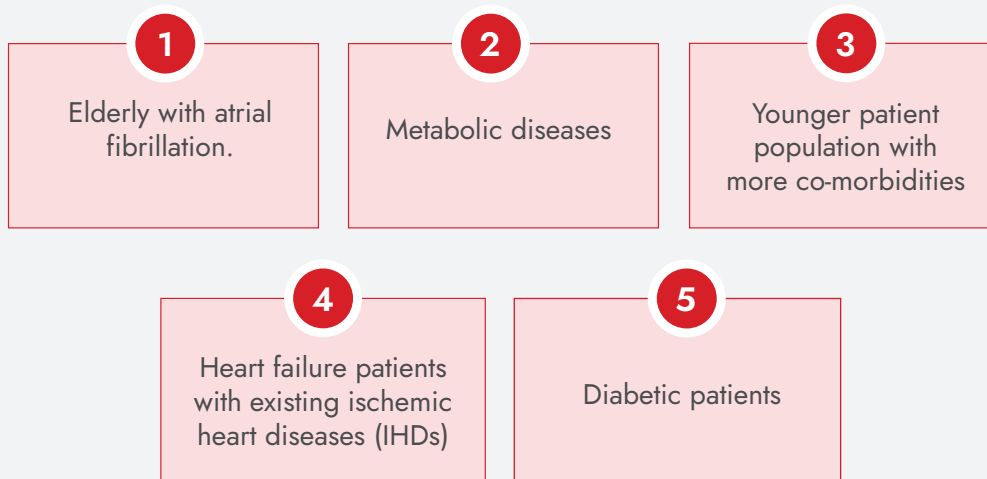 1
Elderly with atrial
fibrillation.
2
Metabolic diseases
3
Younger patient
population with
more co-morbidities
4
Heart failure patients
with existing ischemic
heart diseases (IHDs)
5
Diabetic patients